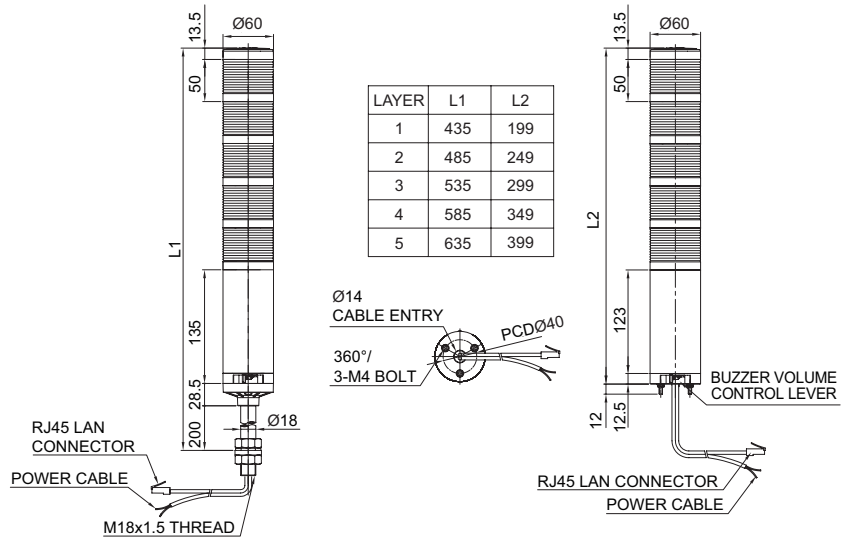 13.5
Ø60
50
L1
135
28.5
200
Ø18
RJ45 LAN
CONNECTOR
POWER CABLE
M18x1.5 THREAD
LAYER L1 L2
1 435 199
2 485 249
3 535 299
4 585 349
5 635 399
Ø14
CABLE ENTRY
PCDØ40
360°/
3-M4 BOLT
13.5
Ø60
50
L2
123
12
12.5
BUZZER VOLUME
CONTROL LEVER
RJ45 LAN CONNECTOR
POWER CABLE